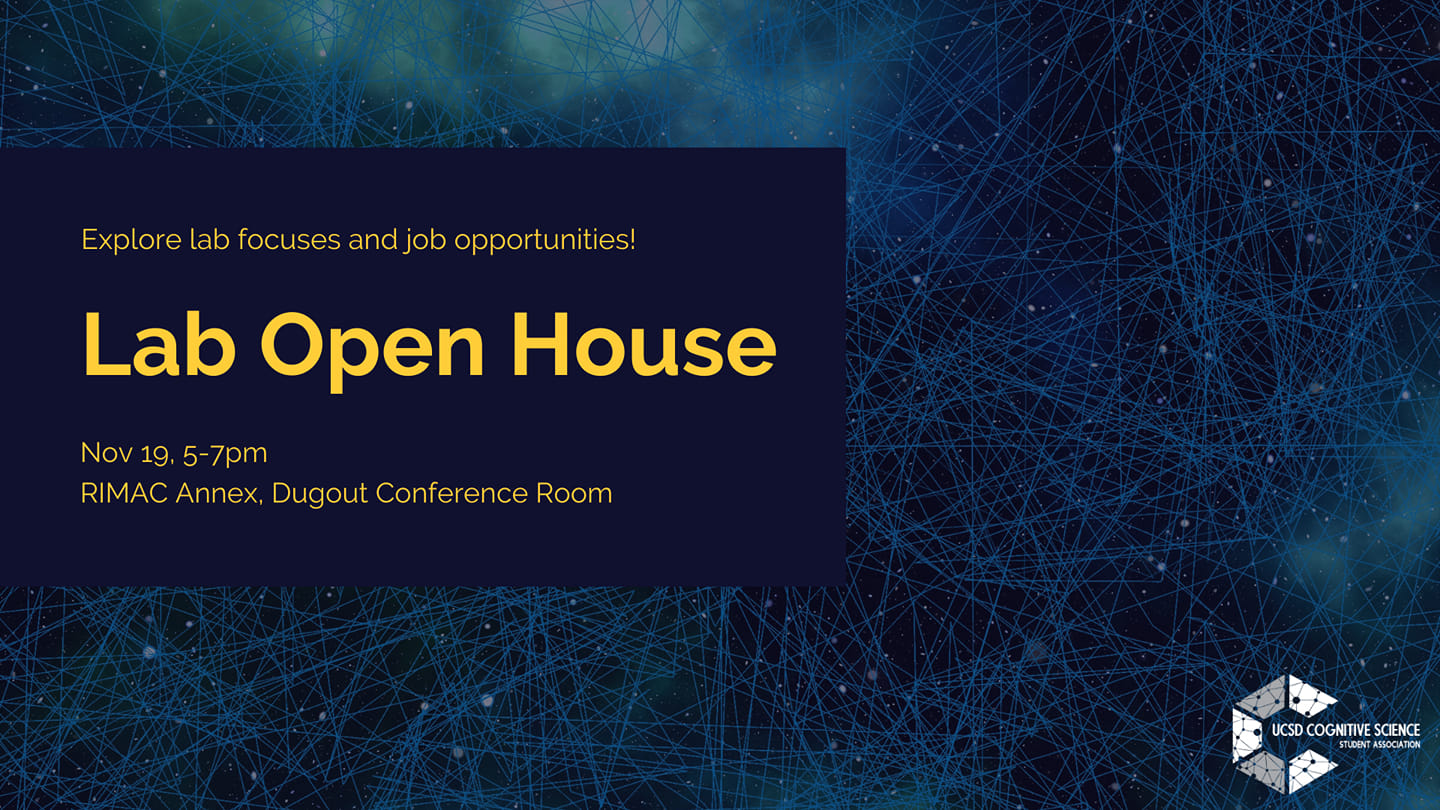 Explore lab focuses and job opportunities!
Lab Open House
Nov 19, 5-7pm
RIMAC Annex, Dugout Conference Room
UCSD COGNITIVE SCIENCE
STUDENT ASSOCIATION